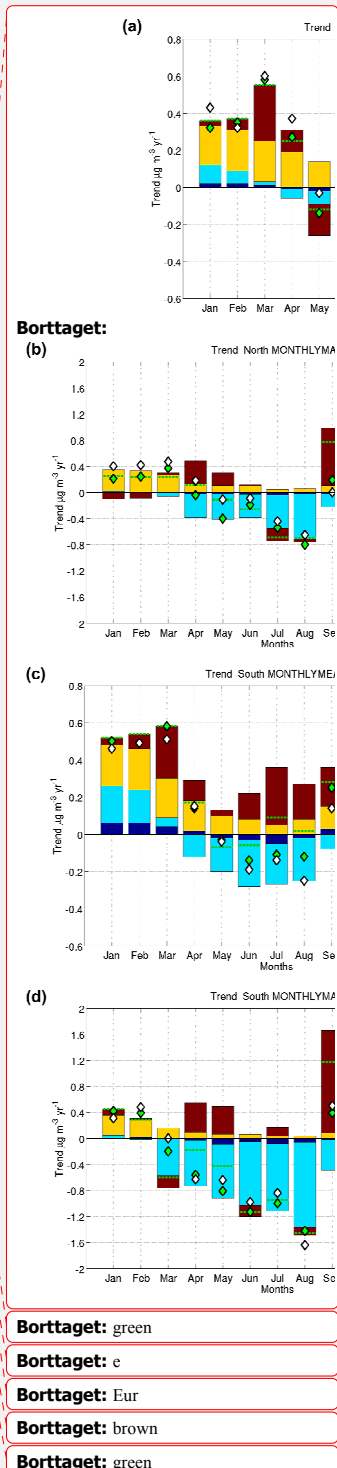 (a)
Trend
0.8
0.6
0.4
0.2
0
-0.2
-0.4
-0.6
Trend µg m-3 yr-1
Jan Feb Mar Apr May
Borttaget:
(b)
Trend North MONTHLYMA
2
1.6
1.2
0.8
0.4
0
-0.4
-0.8
-1.2
-1.6
-2
Trend µg m-3 yr-1
Jan Feb Mar Apr May Jun Jul Aug Se
Months
(c)
Trend South MONTHLYMEA
0.8
0.6
0.4
0.2
0
-0.2
-0.4
-0.6
Trend µg m-3 yr-1
Jan Feb Mar Apr May Jun Jul Aug Se
Months
(d)
Trend South MONTHLYMA
2
1.6
1.2
0.8
0.4
0
-0.4
-0.8
-1.2
-1.6
-2
Trend µg m-3 yr-1
Jan Feb Mar Apr May Jun Jul Aug Se
Months
Borttaget: green
Borttaget: e
Borttaget: Eur
Borttaget: brown
Borttaget: green